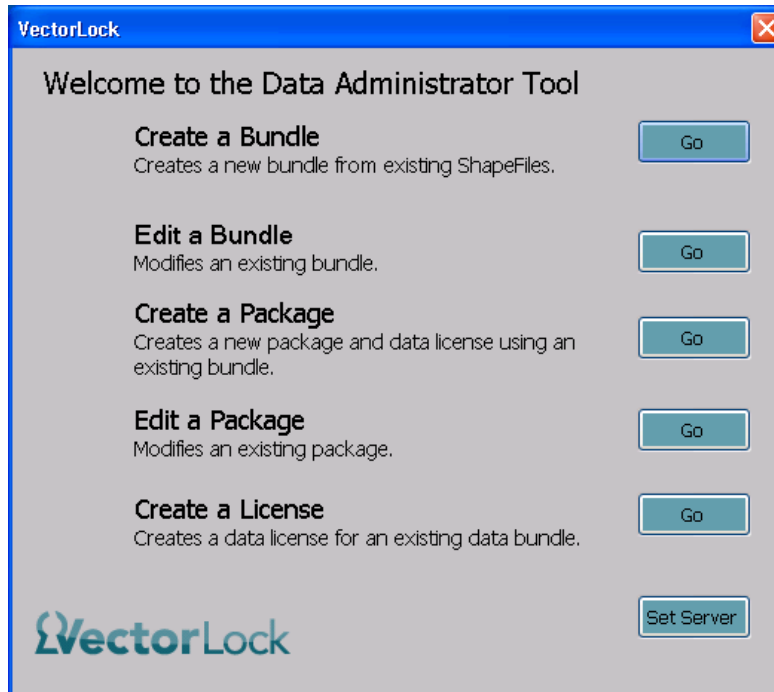 VectorLock
Welcome to the Data Administrator Tool
Create a Bundle
Creates a new bundle from existing ShapeFiles.
Go
Edit a Bundle
Modifies an existing bundle.
Go
Create a Package
Creates a new package and data license using an
existing bundle.
Go
Edit a Package
Modifies an existing package.
Go
Create a License
Creates a data license for an existing data bundle.
Go
Set Server
VectorLock